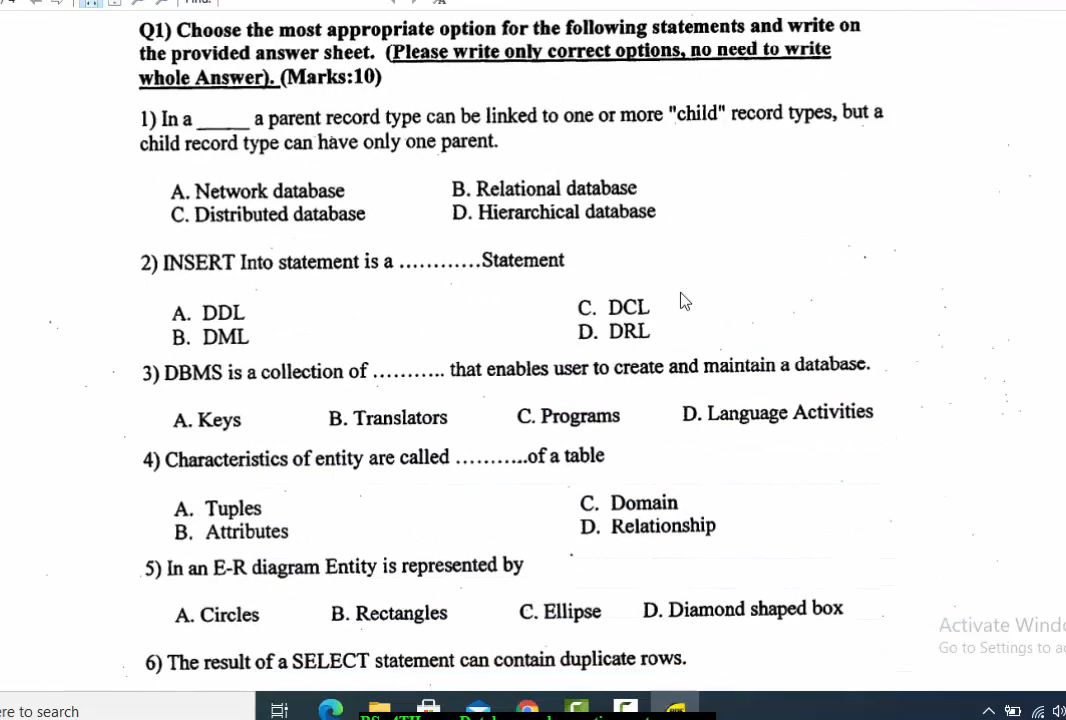 Find:
Q1) Choose the most appropriate option for the following statements and write on
the provided answer sheet. (Please write only correct options, no need to write
whole Answer). (Marks:10)
1) In a _____ a parent record type can be linked to one or more "child" record types, but a
child record type can have only one parent.
A. Network database B. Relational database
C. Distributed database D. Hierarchical database
2) INSERT Into statement is a ............Statement
A. DDL C. DCL
B. DML D. DRL
3) DBMS is a collection of ........... that enables user to create and maintain a database.
A. Keys B. Translators C. Programs D. Language Activities
4) Characteristics of entity are called ...........of a table
A. Tuples C. Domain
B. Attributes D. Relationship
5) In an E-R diagram Entity is represented by
A. Circles B. Rectangles C. Ellipse D. Diamond shaped box
Activate Windo
Go to Settings to a
6) The result of a SELECT statement can contain duplicate rows.
ere to search